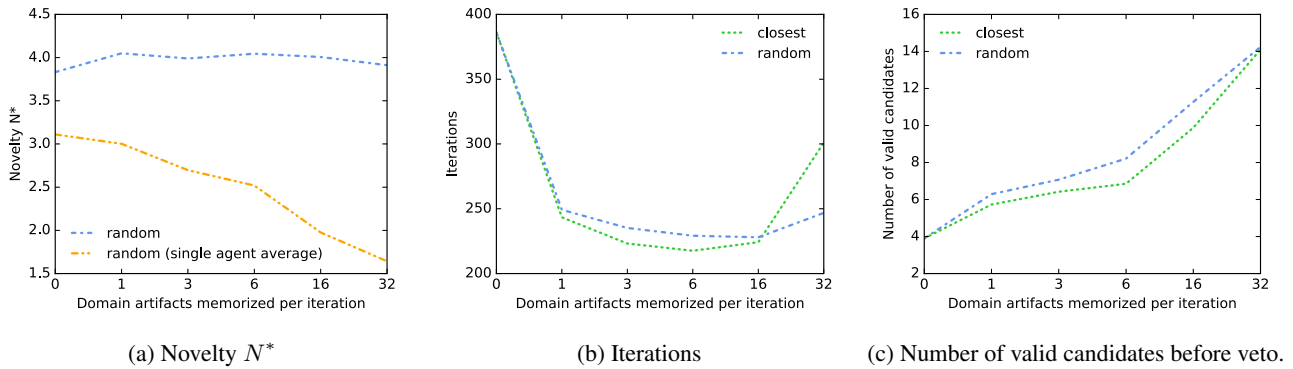 4.5
4.0
3.5
3.0
2.5
2.0
1.5
Novelty N*
random
random (single agent average)
0 1 3 6 16 32
Domain artifacts memorized per iteration
(a) Novelty N*
400
350
300
250
200
Iterations
closest
random
0 1 3 6 16 32
Domain artifacts memorized per iteration
(b) Iterations
16
14
12
10
8
6
4
2
Number of valid candidates
closest
random
0 1 3 6 16 32
Domain artifacts memorized per iteration
(c) Number of valid candidates before veto.